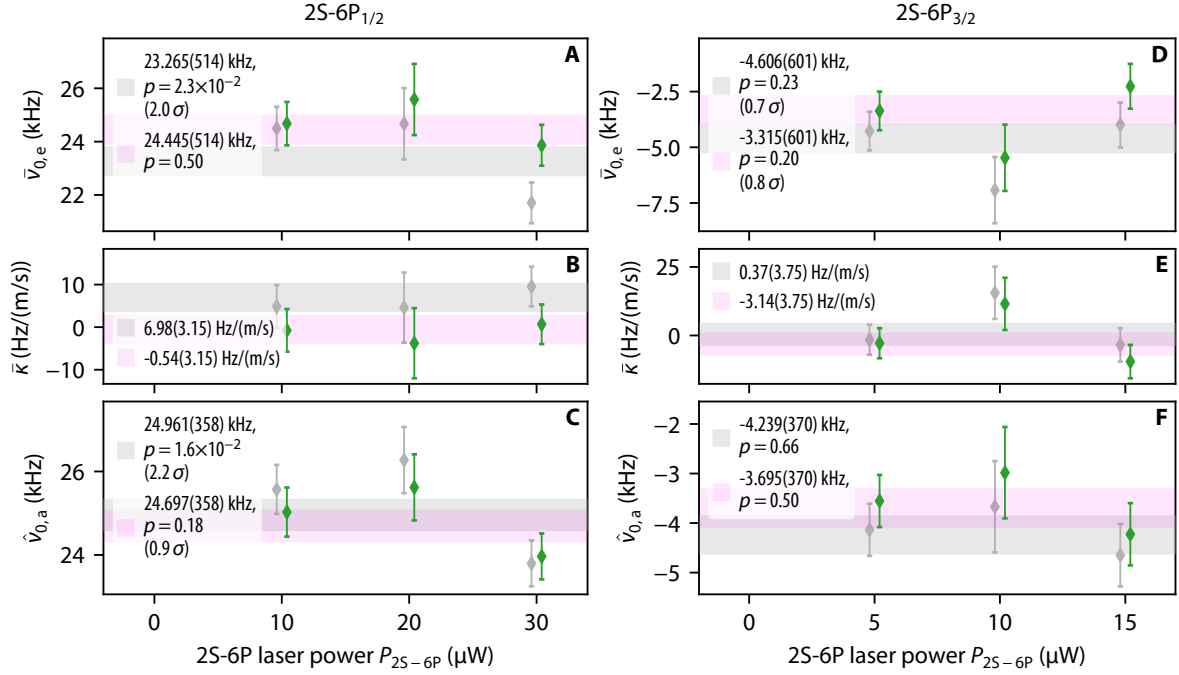 2S-6P1/2
2S-6P3/2
A
23.265(514) kHz,
p = 2.3×10−2
(2.0 σ)
24.445(514) kHz,
p = 0.50
26
24
22
ν̄0,e (kHz)
D
-4.606(601) kHz,
p = 0.23
(0.7 σ)
-3.315(601) kHz,
p = 0.20
(0.8 σ)
−2.5
−5.0
−7.5
ν̄0,e (kHz)
B
6.98(3.15) Hz/(m/s)
-0.54(3.15) Hz/(m/s)
10
0
−10
κ̄ (Hz/(m/s))
E
0.37(3.75) Hz/(m/s)
-3.14(3.75) Hz/(m/s)
25
0
κ̄ (Hz/(m/s))
C
24.961(358) kHz,
p = 1.6×10−2
(2.2 σ)
24.697(358) kHz,
p = 0.18
(0.9 σ)
26
24
ν̂0,a (kHz)
0 10 20 30
2S-6P laser power P2S−6P (μW)
F
-4.239(370) kHz,
p = 0.66
-3.695(370) kHz,
p = 0.50
−2
−3
−4
−5
ν̂0,a (kHz)
0 5 10 15
2S-6P laser power P2S−6P (μW)